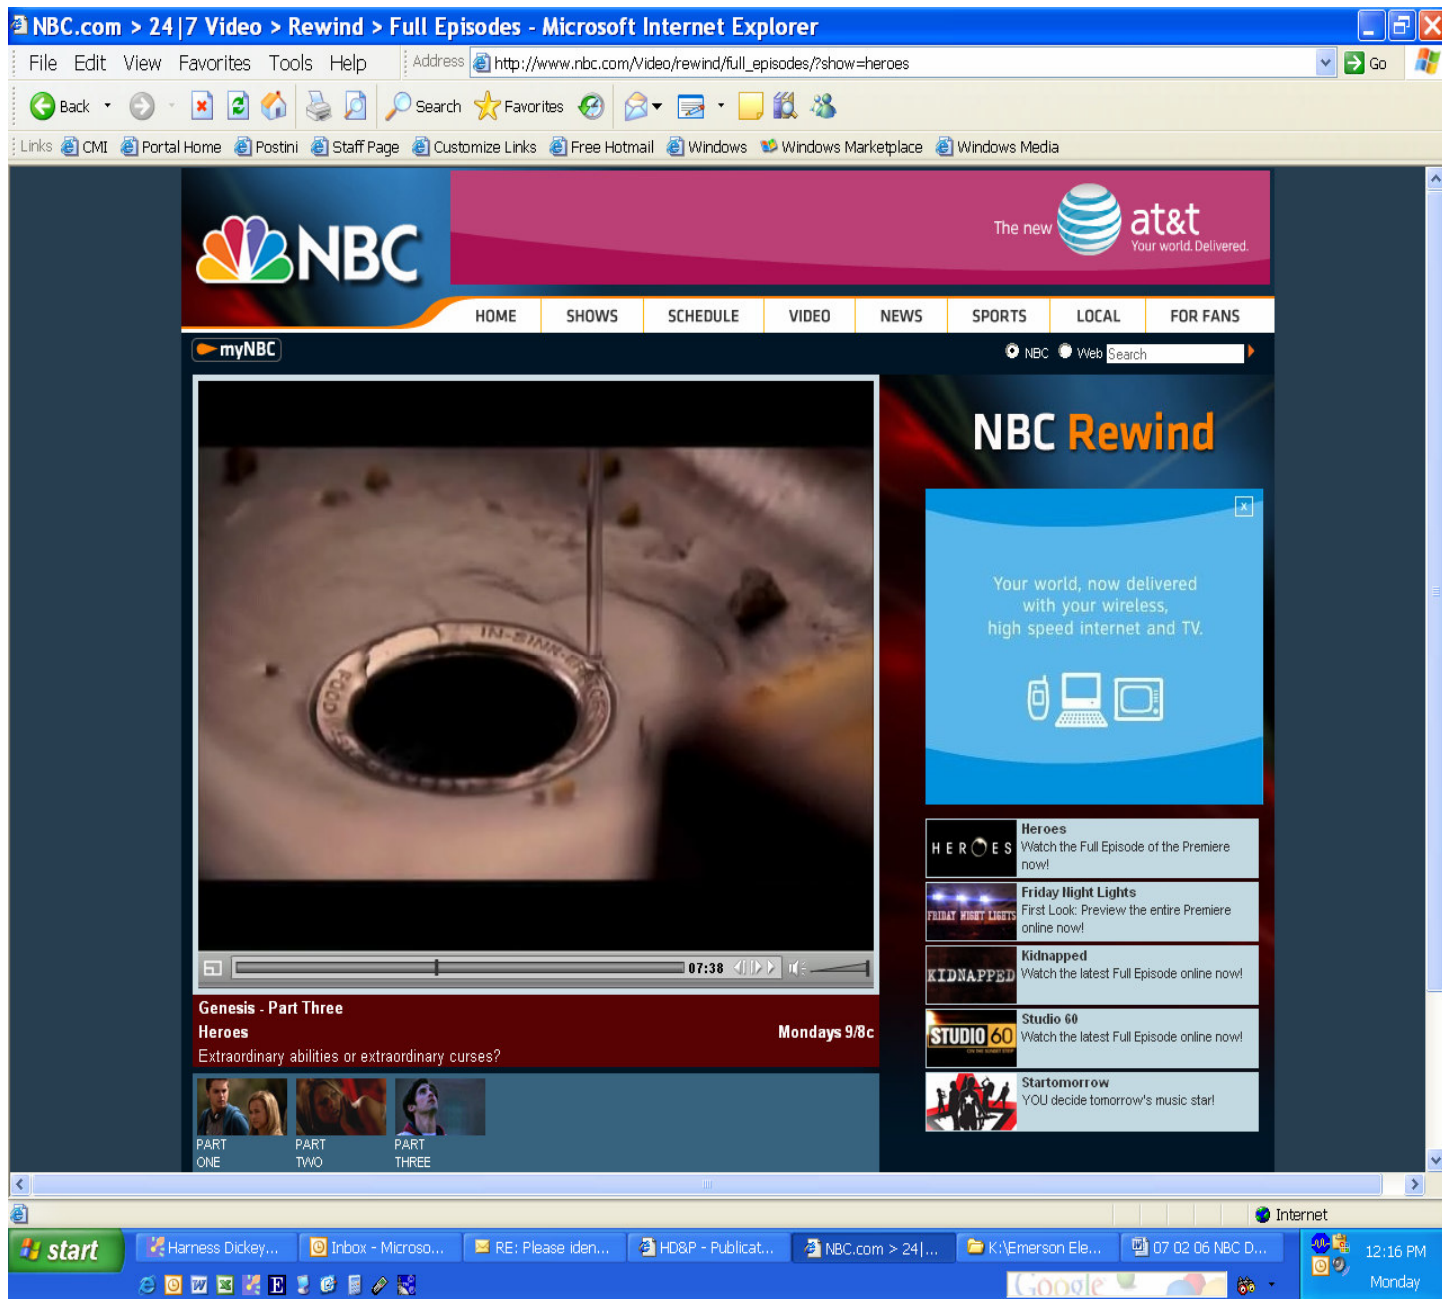 NBC.com > 24|7 Video > Rewind > Full Episodes - Microsoft Internet Explorer
File Edit View Favorites Tools Help Address http://www.nbc.com/Video/rewind/full_episodes/?show=heroes Go
Back Search Favorites
Links CMI Portal Home Postini Staff Page Customize Links Free Hotmail Windows Windows Marketplace Windows Media
NBC
The new at&t
Your world. Delivered.
HOME SHOWS SCHEDULE VIDEO NEWS SPORTS LOCAL FOR FANS
myNBC
NBC Web Search
NBC Rewind
x
Your world, now delivered
with your wireless,
high speed internet and TV.
FOOD
07:38
Genesis - Part Three
Heroes Mondays 9/8c
Extraordinary abilities or extraordinary curses?
PART
ONE
PART
TWO
PART
THREE
HEROES
Heroes
Watch the Full Episode of the Premiere
now!
FRIDAY NIGHT LIGHTS
Friday Night Lights
First Look: Preview the entire Premiere
online now!
KIDNAPPED
Kidnapped
Watch the latest Full Episode online now!
STUDIO 60
Studio 60
Watch the latest Full Episode online now!
Startomorrow
YOU decide tomorrow's music star!
Internet
start Harness Dickey... Inbox - Microso... RE: Please iden... HD&P - Publicat... NBC.com > 24|... K:\Emerson Ele... 07 02 06 NBC D... 12:16 PM
Google Monday